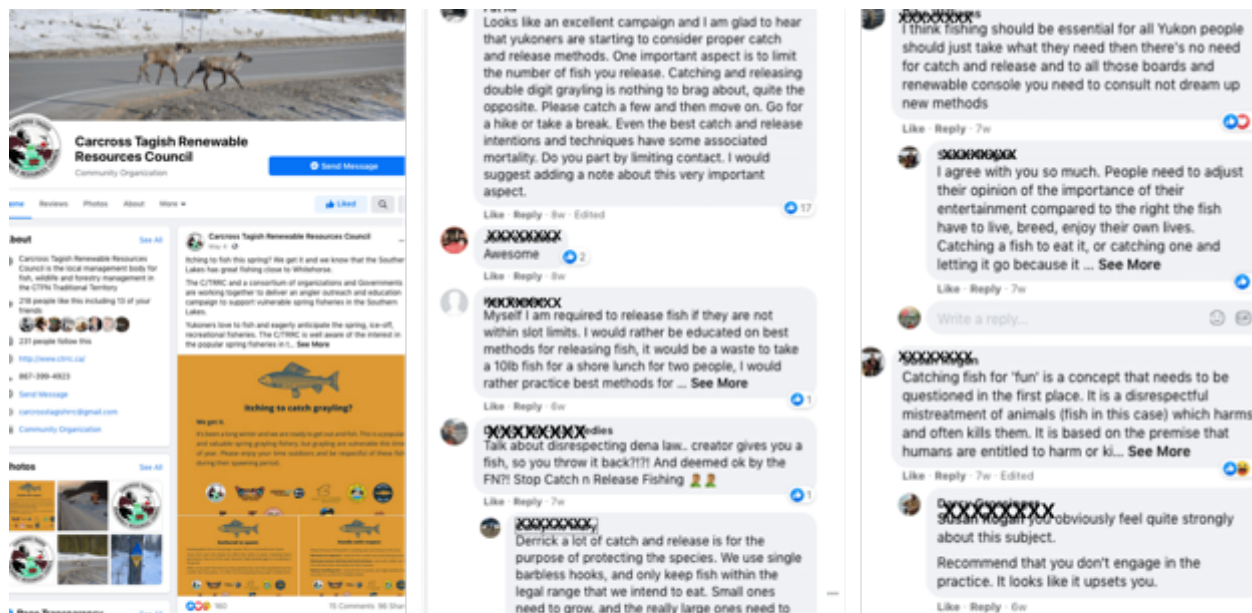 Carcross Tagish Renewable
Resources Council
Community Organization
Send Message
Reviews Photos About More
Liked
See All
Carcross Tagish Renewable Resources
Council is the local management body for
fish, wildlife and forestry management in
the CTFN Traditional Territory
218 people like this including 13 of your
friends
231 people follow this
http://www.ctrrc.ca/
867-399-4923
Send Message
carcrosstagishrrc@gmail.com
Community Organization
See All
Carcross Tagish Renewable Resources Council
May 4
Itching to fish this spring? We get it and we know that the Southern
Lakes has great fishing close to Whitehorse.
The C/TRRC and a consortium of organizations and Governments
are working together to deliver an angler outreach and education
campaign to support vulnerable spring fisheries in the Southern
Lakes.
Yukoners love to fish and eagerly anticipate the spring, ice-off,
recreational fisheries. The C/TRRC is well aware of the interest in
the popular spring fisheries in t... See More
Itching to catch grayling?
We get it.
160
15 Comments 96 Shar
Looks like an excellent campaign and I am glad to hear
that yukoners are starting to consider proper catch
and release methods. One important aspect is to limit
the number of fish you release. Catching and releasing
double digit grayling is nothing to brag about, quite the
opposite. Please catch a few and then move on. Go for
a hike or take a break. Even the best catch and release
intentions and techniques have some associated
mortality. Do you part by limiting contact. I would
suggest adding a note about this very important
aspect.
Like · Reply · 8w · Edited
17
Awesome
2
Like · Reply · 8w
Myself I am required to release fish if they are not
within slot limits. I would rather be educated on best
methods for releasing fish, it would be a waste to take
a 10lb fish for a shore lunch for two people, I would
rather practice best methods for ... See More
1
Like · Reply · 6w
Talk about disrespecting dena law.. creator gives you a
fish, so you throw it back?!?! And deemed ok by the
FN?! Stop Catch n Release Fishing
1
Like · Reply · 7w
Derrick a lot of catch and release is for the
purpose of protecting the species. We use single
barbless hooks, and only keep fish within the
legal range that we intend to eat. Small ones
need to grow, and the really large ones need to
I think fishing should be essential for all Yukon people
should just take what they need then there's no need
for catch and release and to all those boards and
renewable console you need to consult not dream up
new methods
Like · Reply · 7w
I agree with you so much. People need to adjust
their opinion of the importance of their
entertainment compared to the right the fish
have to live, breed, enjoy their own lives.
Catching a fish to eat it, or catching one and
letting it go because it ... See More
Like · Reply · 7w
Write a reply...
Catching fish for 'fun' is a concept that needs to be
questioned in the first place. It is a disrespectful
mistreatment of animals (fish in this case) which harms
and often kills them. It is based on the premise that
humans are entitled to harm or ki... See More
Like · Reply · 7w · Edited
you obviously feel quite strongly
about this subject.
Recommend that you don't engage in the
practice. It looks like it upsets you.
Like · Reply · 6w